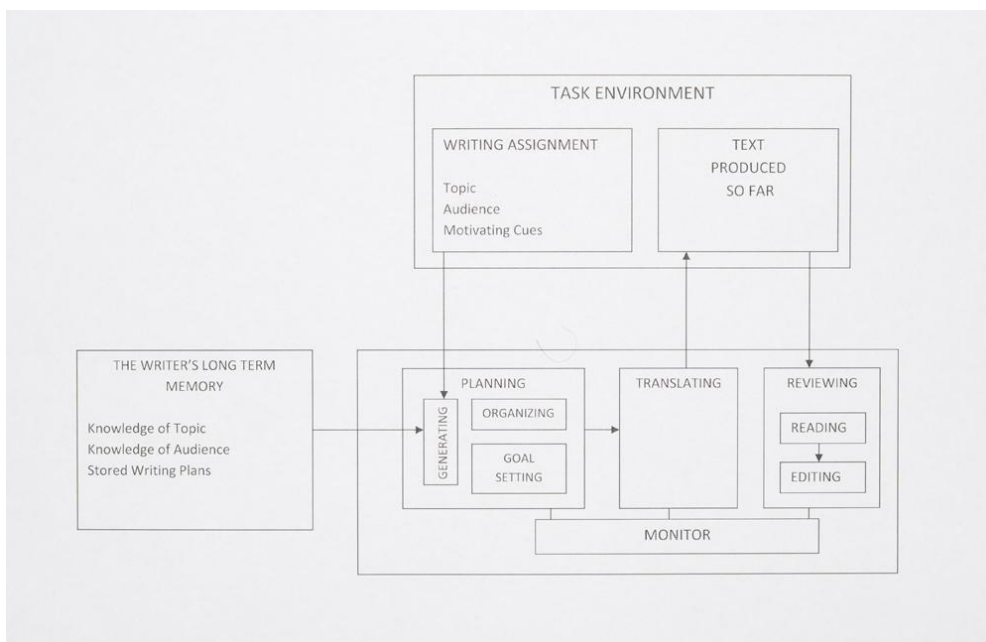 TASK ENVIRONMENT
WRITING ASSIGNMENT
Topic
Audience
Motivating Cues
TEXT
PRODUCED
SO FAR
THE WRITER'S LONG TERM
MEMORY
Knowledge of Topic
Knowledge of Audience
Stored Writing Plans
PLANNING
GENERATING
ORGANIZING
GOAL
SETTING
TRANSLATING
REVIEWING
READING
EDITING
MONITOR